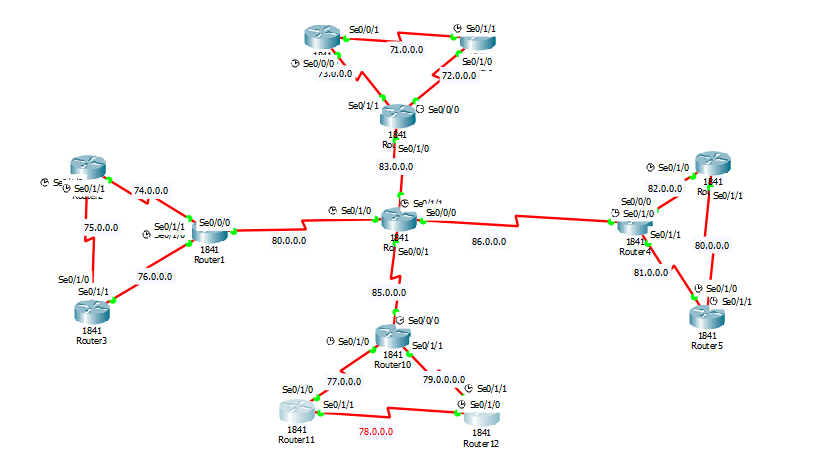 Se0/0/1
Se0/1/1
71.0.0.0
Se0/0/0
Se0/1/0
73.0.0.0
72.0.0.0
Se0/1/1
Se0/0/0
1841
Se0/1/0
83.0.0.0
1841
Se0/1/0
82.0.0.0
Se0/1/1
Se0/1/1
74.0.0.0
75.0.0.0
Se0/1/1
Se0/0/0
Se0/1/0
Se0/0/0
Se0/0/0
Se0/1/0
80.0.0.0
86.0.0.0
1841
Se0/0/1
1841
Router1
1841
Router4
Se0/1/1
80.0.0.0
76.0.0.0
81.0.0.0
Se0/1/0
Se0/1/1
85.0.0.0
Se0/1/0
Se0/1/1
1841
Router3
1841
Router5
Se0/0/0
Se0/1/0
Se0/1/1
1841
Router10
77.0.0.0
79.0.0.0.0
Se0/1/0
Se0/1/1
Se0/1/1
Se0/1/0
78.0.0.0
1841
Router11
1841
Router12